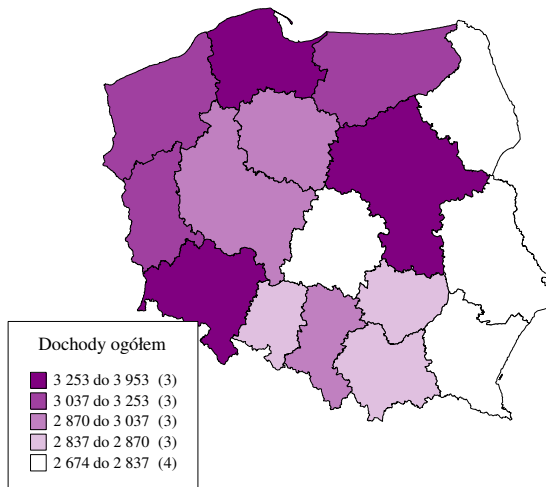 Dochody ogółem
3 253 do 3 953 (3)
3 037 do 3 253 (3)
2 870 do 3 037 (3)
2 837 do 2 870 (3)
2 674 do 2 837 (4)